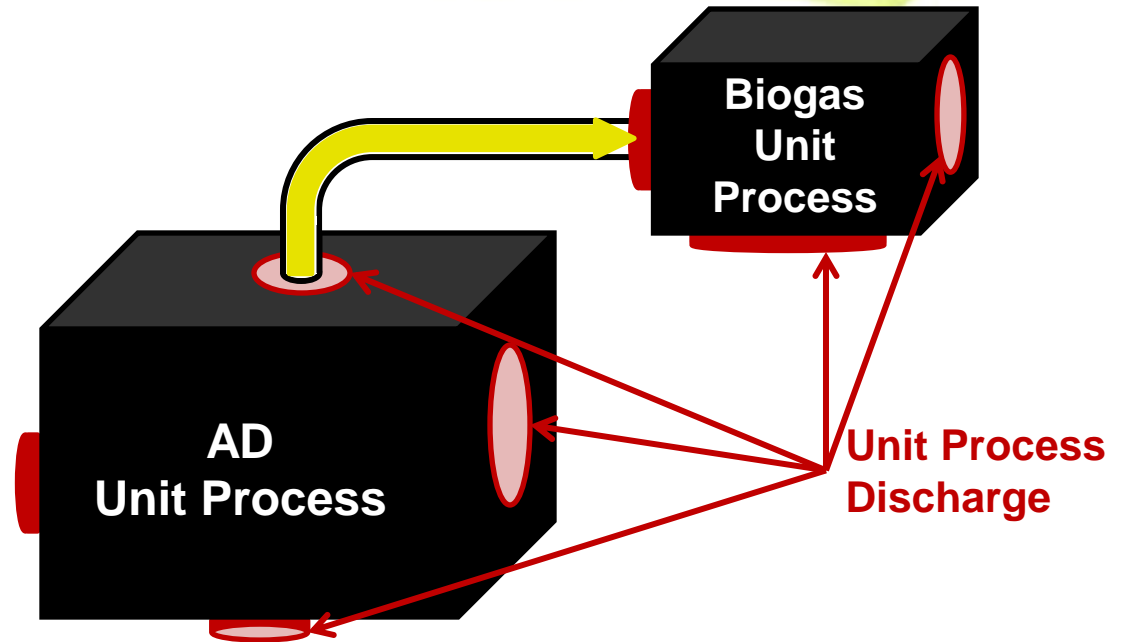 Biogas
Unit
Process
AD
Unit Process
Unit Process
Discharge